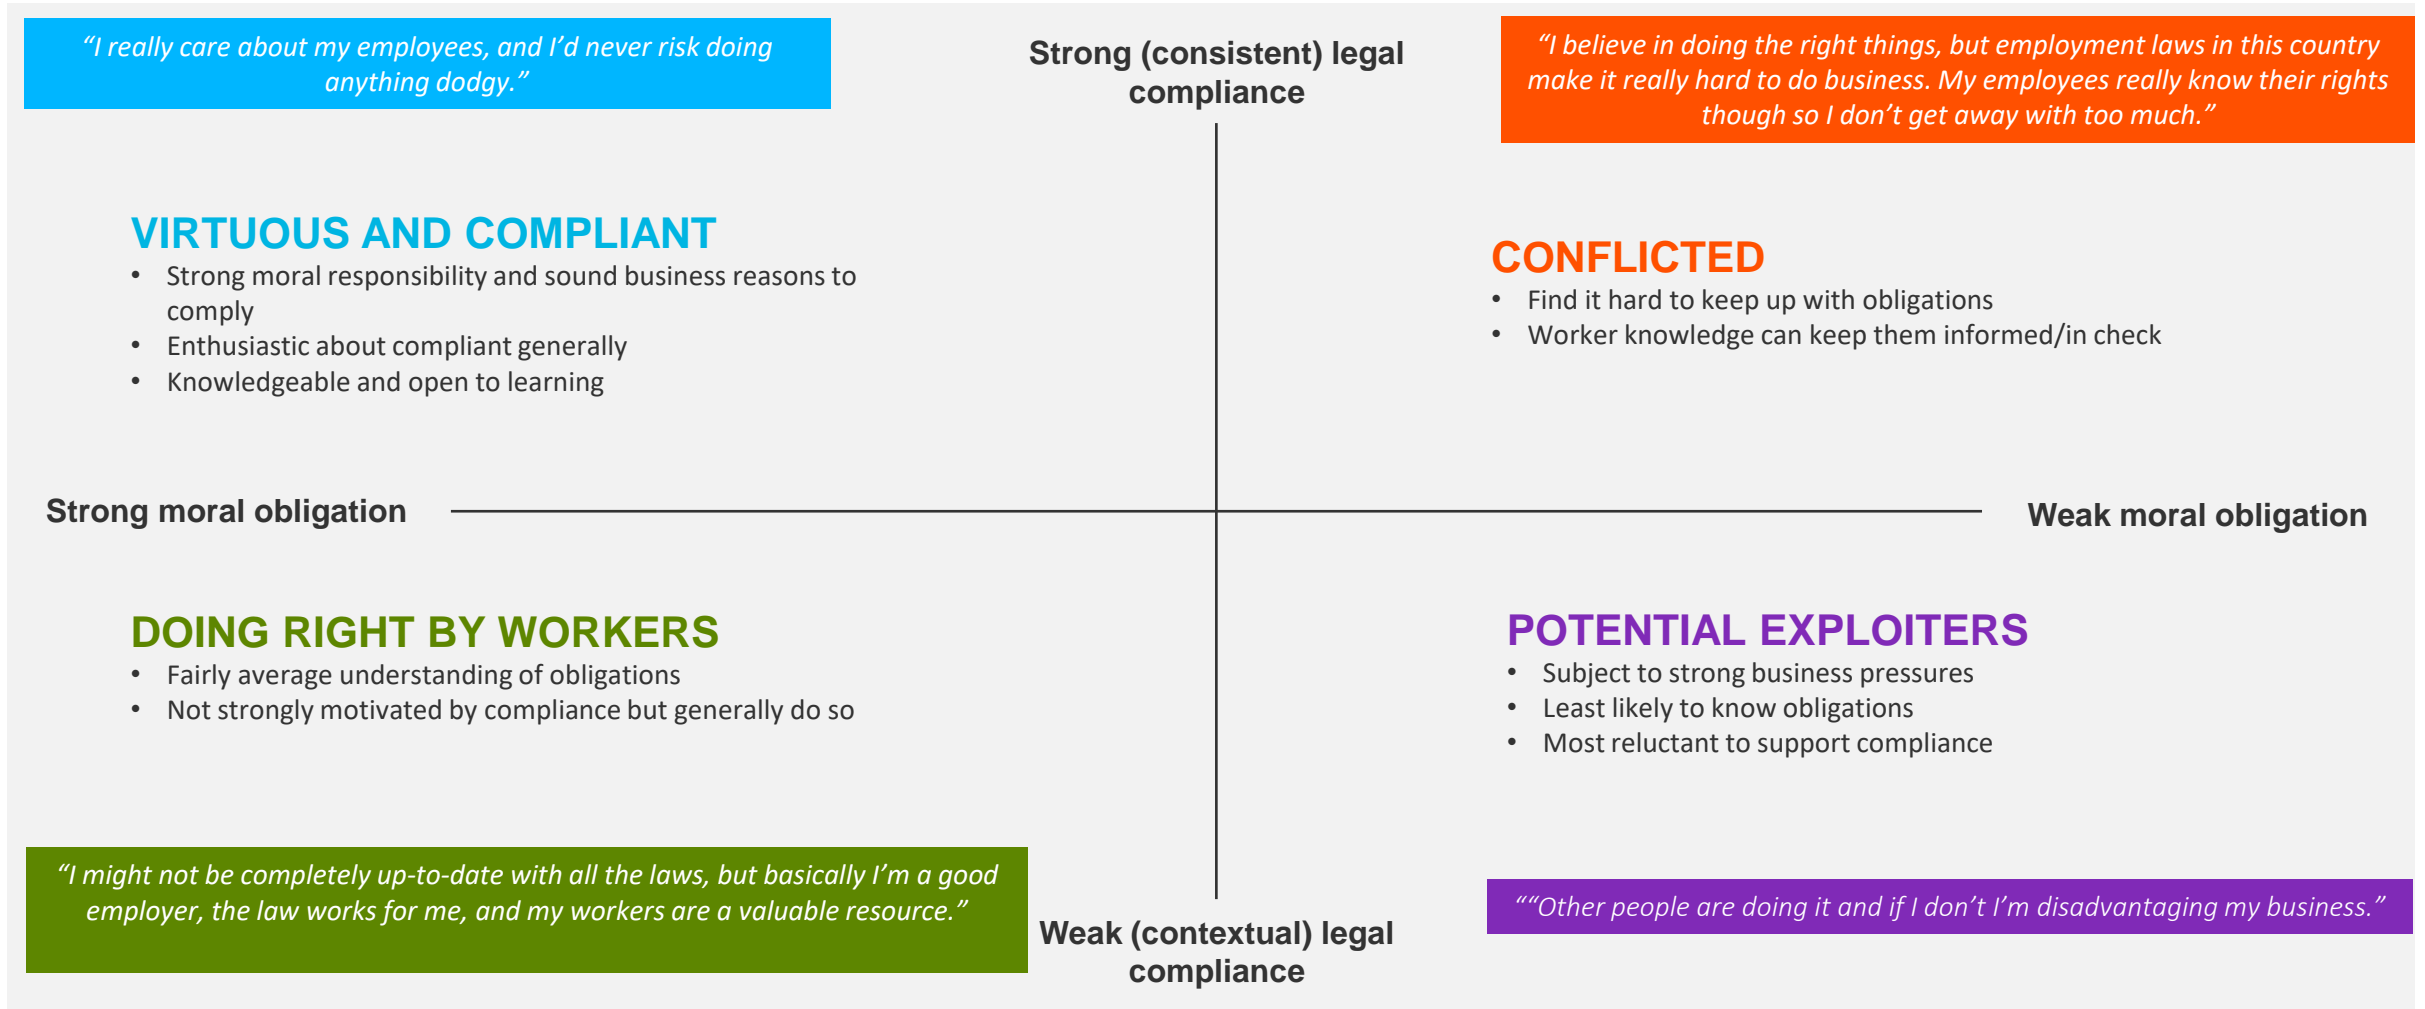 “I really care about my employees, and I’d never risk doing
anything dodgy.”
Strong (consistent) legal
compliance
“I believe in doing the right things, but employment laws in this country
make it really hard to do business. My employees really know their rights
though so I don’t get away with too much.”
VIRTUOUS AND COMPLIANT
• Strong moral responsibility and sound business reasons to
comply
• Enthusiastic about compliant generally
• Knowledgeable and open to learning
CONFLICTED
• Find it hard to keep up with obligations
• Worker knowledge can keep them informed/in check
Strong moral obligation
Weak moral obligation
DOING RIGHT BY WORKERS
• Fairly average understanding of obligations
• Not strongly motivated by compliance but generally do so
POTENTIAL EXPLOITERS
• Subject to strong business pressures
• Least likely to know obligations
• Most reluctant to support compliance
“I might not be completely up-to-date with all the laws, but basically I’m a good
employer, the law works for me, and my workers are a valuable resource.”
Weak (contextual) legal
compliance
““Other people are doing it and if I don’t I’m disadvantaging my business.”